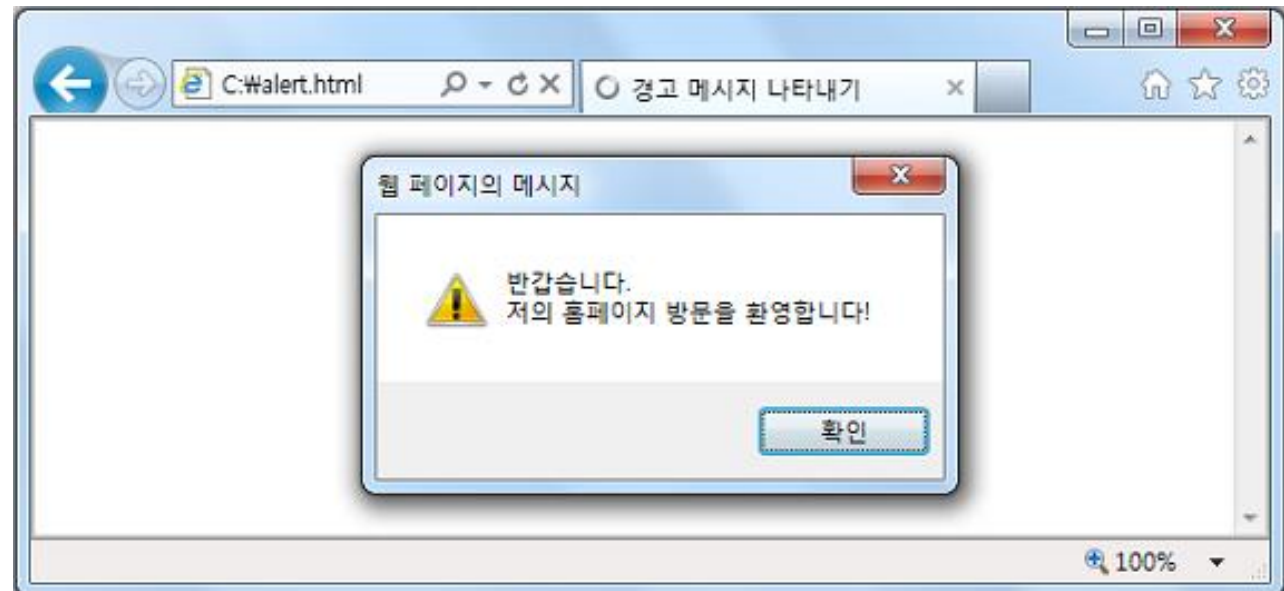 C:₩alert.html
경고 메시지 나타내기
웹 페이지의 메시지
반갑습니다.
저의 홈페이지 방문을 환영합니다!
확인
100%